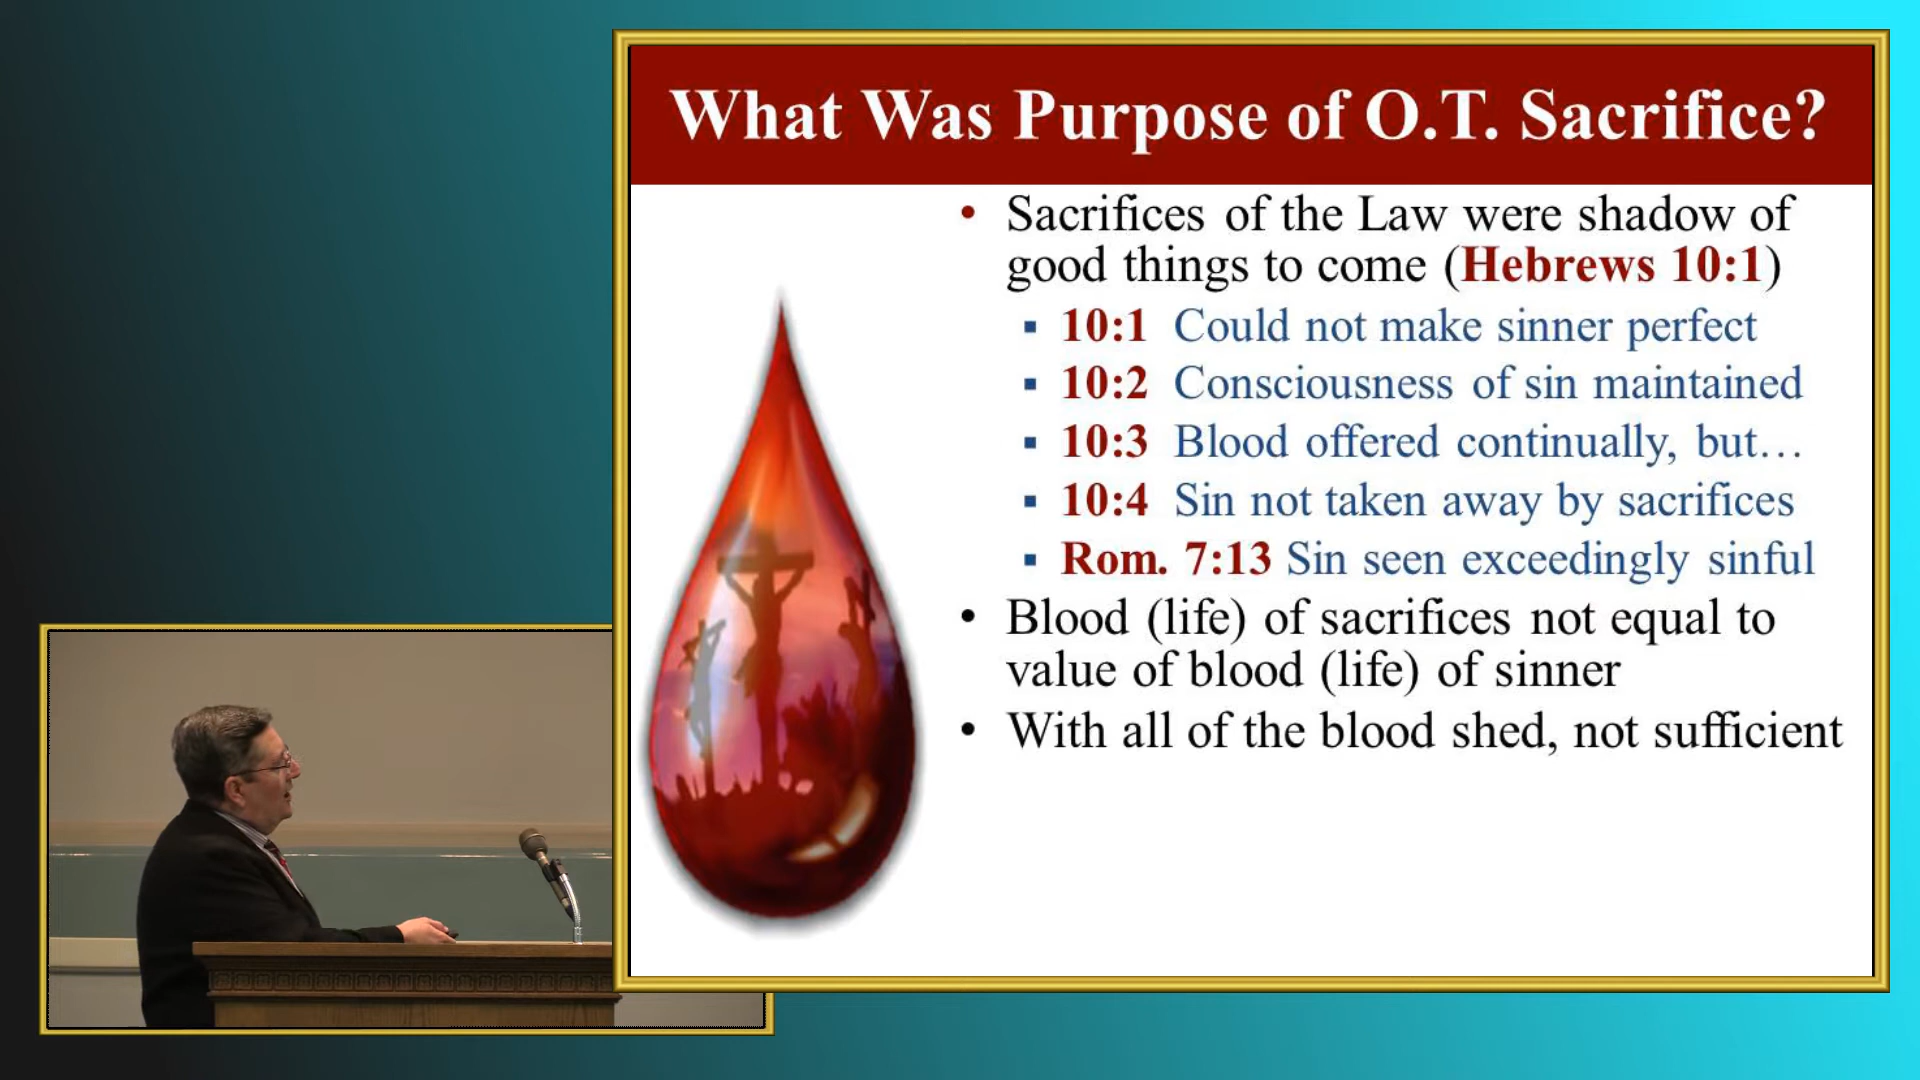 What Was Purpose of O.T. Sacrifice?
• Sacrifices of the Law were shadow of
good things to come (Hebrews 10:1)
▪ 10:1 Could not make sinner perfect
▪ 10:2 Consciousness of sin maintained
▪ 10:3 Blood offered continually, but…
▪ 10:4 Sin not taken away by sacrifices
▪ Rom. 7:13 Sin seen exceedingly sinful
• Blood (life) of sacrifices not equal to
value of blood (life) of sinner
• With all of the blood shed, not sufficient